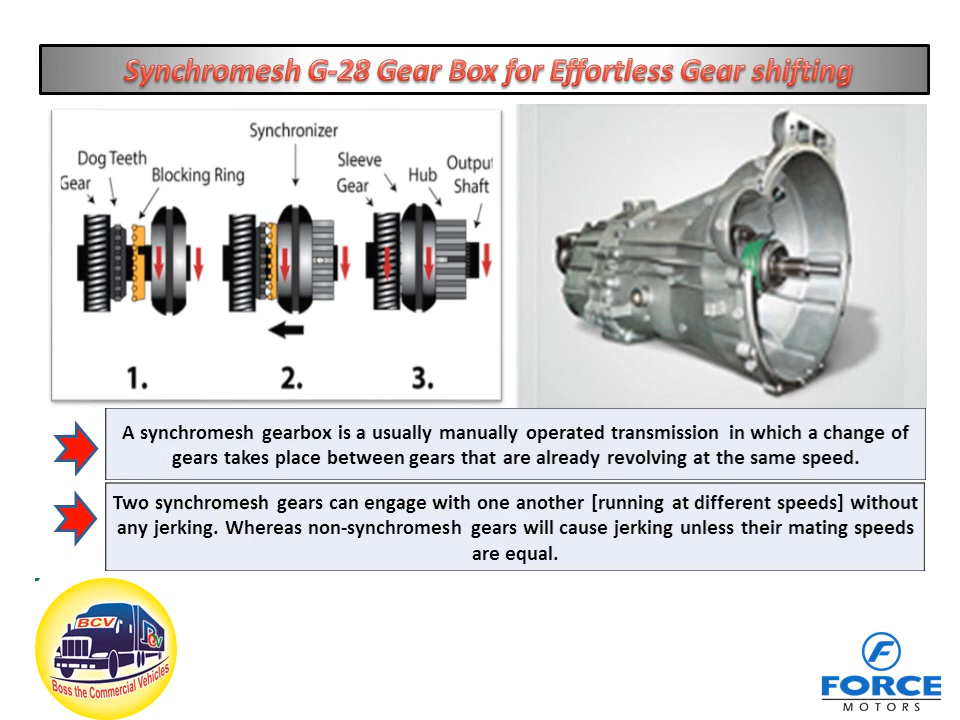 Synchromesh G-28 Gear Box for Effortless Gear shifting
Synchronizer
Dog Teeth
Gear
Blocking Ring
Sleeve
Gear
Hub
Output
Shaft
1.
2.
3.
A synchromesh gearbox is a usually manually operated transmission in which a change of
gears takes place between gears that are already revolving at the same speed.
Two synchromesh gears can engage with one another [running at different speeds] without
any jerking. Whereas non-synchromesh gears will cause jerking unless their mating speeds
are equal.
BCV
BCV
Boss the Commercial Vehicles
FORCE
MOTORS